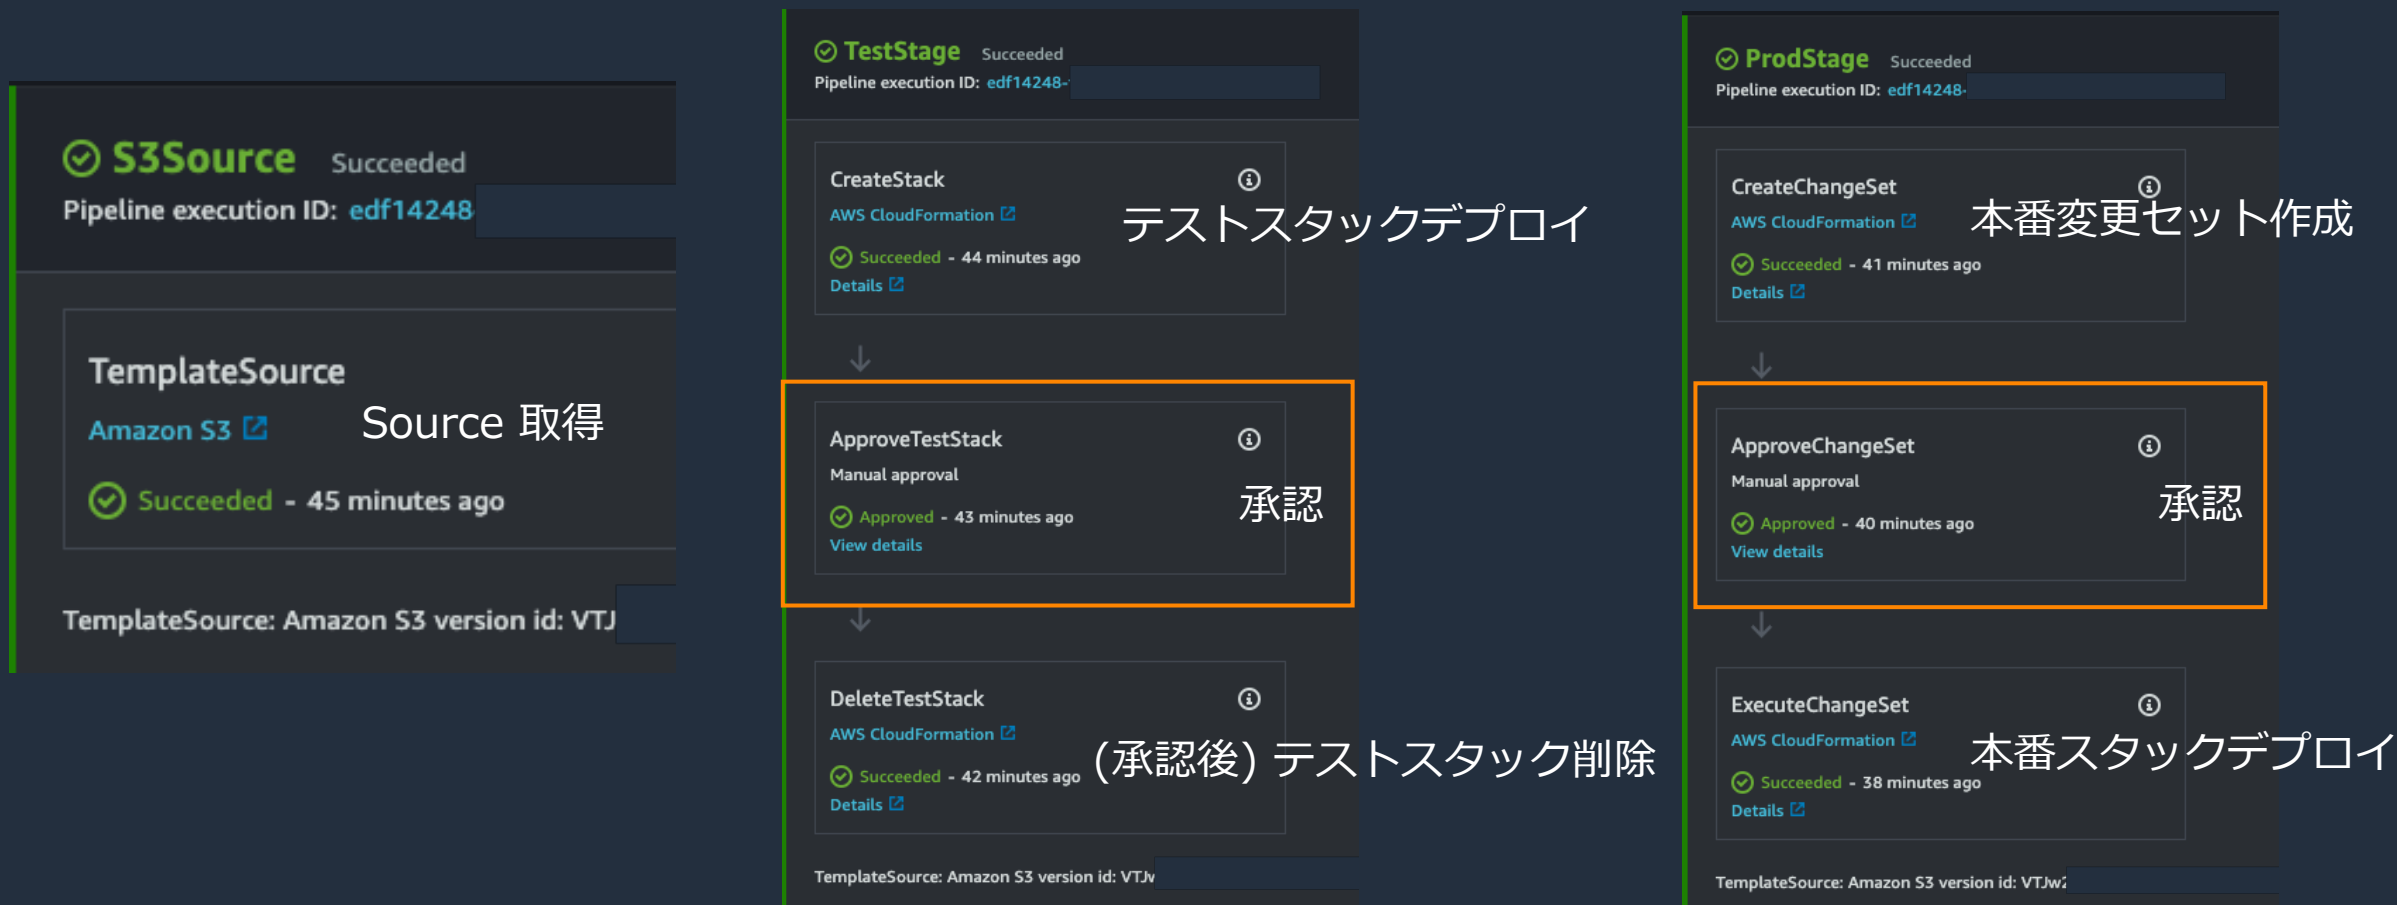 S3Source Succeeded
Pipeline execution ID: edf14248
TemplateSource
Amazon S3
Source 取得
Succeeded - 45 minutes ago
TemplateSource: Amazon S3 version id: VTJ
TestStage Succeeded
Pipeline execution ID: edf14248-
CreateStack
AWS CloudFormation
テストスタックデプロイ
Succeeded - 44 minutes ago
Details
ApproveTestStack
Manual approval
承認
Approved - 43 minutes ago
View details
DeleteTestStack
AWS CloudFormation
(承認後) テストスタック削除
Succeeded - 42 minutes ago
Details
TemplateSource: Amazon S3 version id: VTJw
ProdStage Succeeded
Pipeline execution ID: edf14248-
CreateChangeSet
AWS CloudFormation
本番変更セット作成
Succeeded - 41 minutes ago
Details
ApproveChangeSet
Manual approval
承認
Approved - 40 minutes ago
View details
ExecuteChangeSet
AWS CloudFormation
本番スタックデプロイ
Succeeded - 38 minutes ago
Details
TemplateSource: Amazon S3 version id: VTJw2